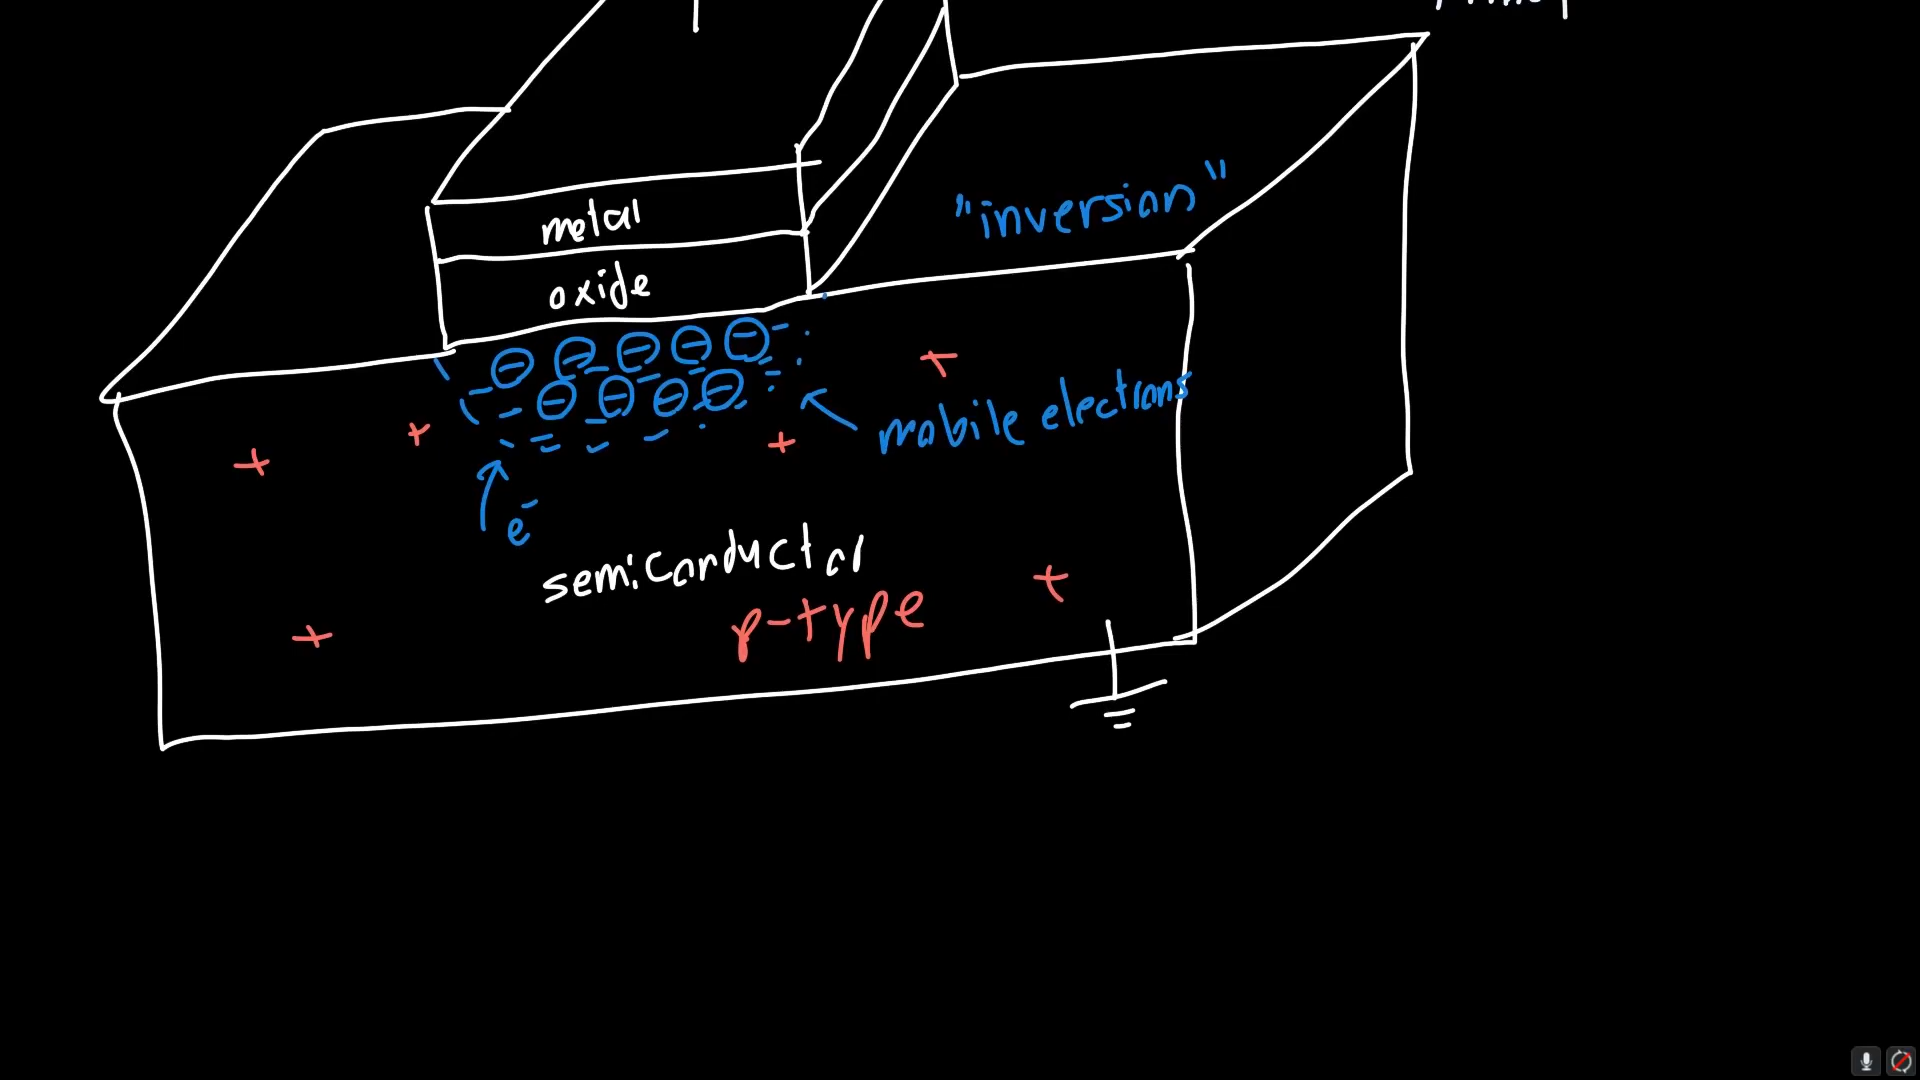 metal
"inversion"
oxide
mobile electrons
e⁻
semiconductor
p-type